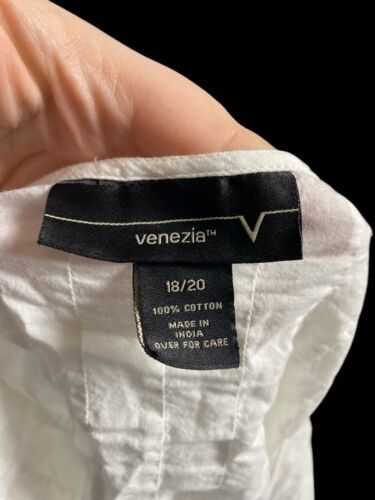 venezia™
18/20
100% COTTON
MADE IN
INDIA
OVER FOR CARE